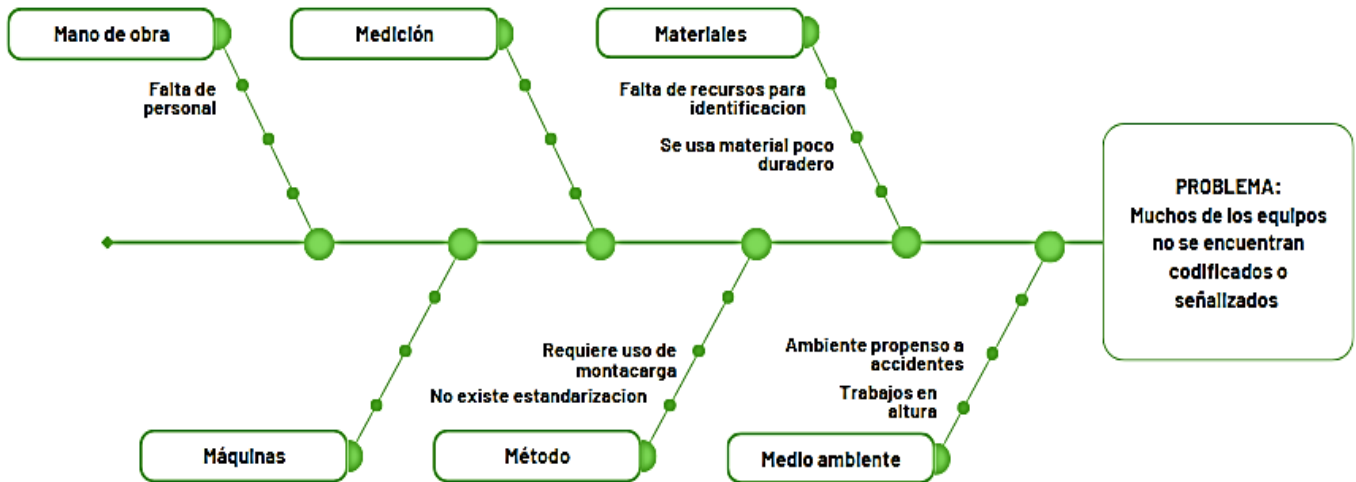 Mano de obra
Medición
Materiales
Falta de
personal
Falta de recursos para
identificacion
Se usa material poco
duradero
PROBLEMA:
Muchos de los equipos
no se encuentran
codificados o
señalizados
Requiere uso de
montacarga
No existe estandarizacion
Ambiente propenso a
accidentes
Trabajos en
altura
Máquinas
Método
Medio ambiente